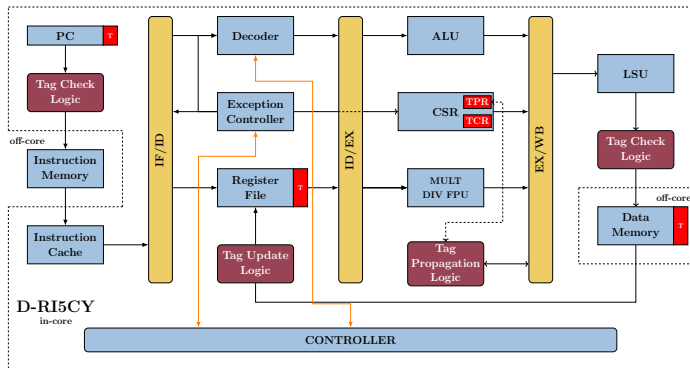 PC
T
Tag Check
Logic
off-core
Instruction
Memory
Instruction
Cache
D-RI5CY
in-core
IF/ID
Decoder
Exception
Controller
Register
File
T
Tag Update
Logic
ID/EX
ALU
CSR
TPR
TCR
MULT
DIV FPU
Tag
Propagation
Logic
EX/WB
LSU
Tag Check
Logic
off-core
Data
Memory
T
CONTROLLER